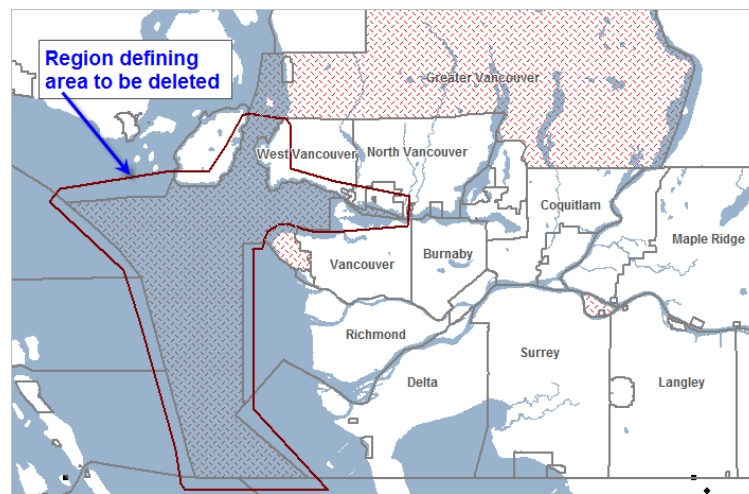 Region defining
area to be deleted
Greater Vancouver
West Vancouver
North Vancouver
Coquitlam
Maple Ridge
Vancouver
Burnaby
Richmond
Surrey
Delta
Langley